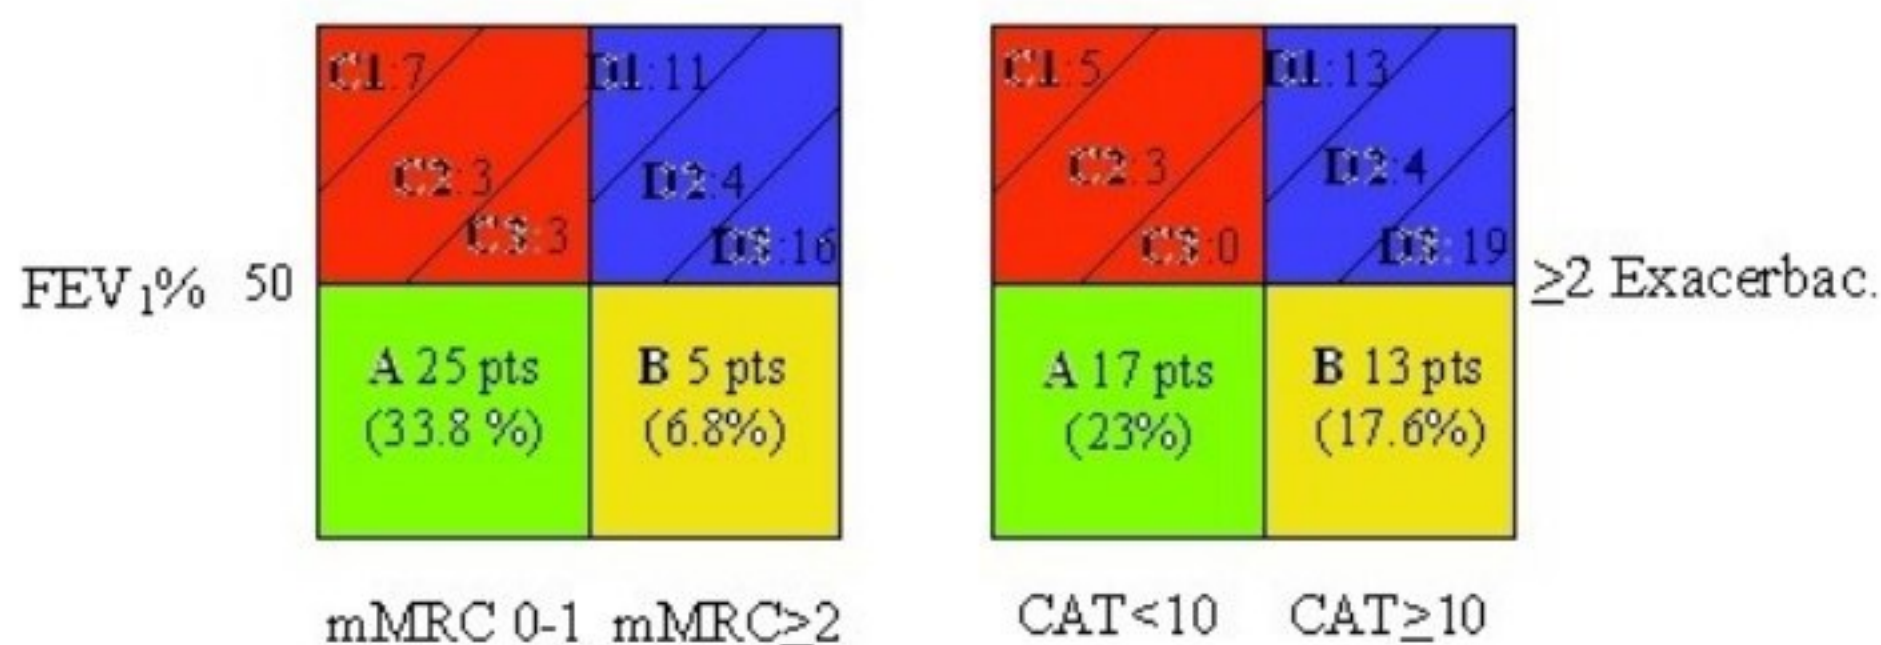 C1:7
D1:11
C2:3
D2:4
C3:3
D3:16
FEV1% 50
A 25 pts
(33.8 %)
B 5 pts
(6.8%)
mMRC 0-1 mMRC≥2
C1:5
D1:13
C2:3
D2:4
C3:0
D3:19
≥2 Exacerbac.
A 17 pts
(23%)
B 13 pts
(17.6%)
CAT<10 CAT≥10